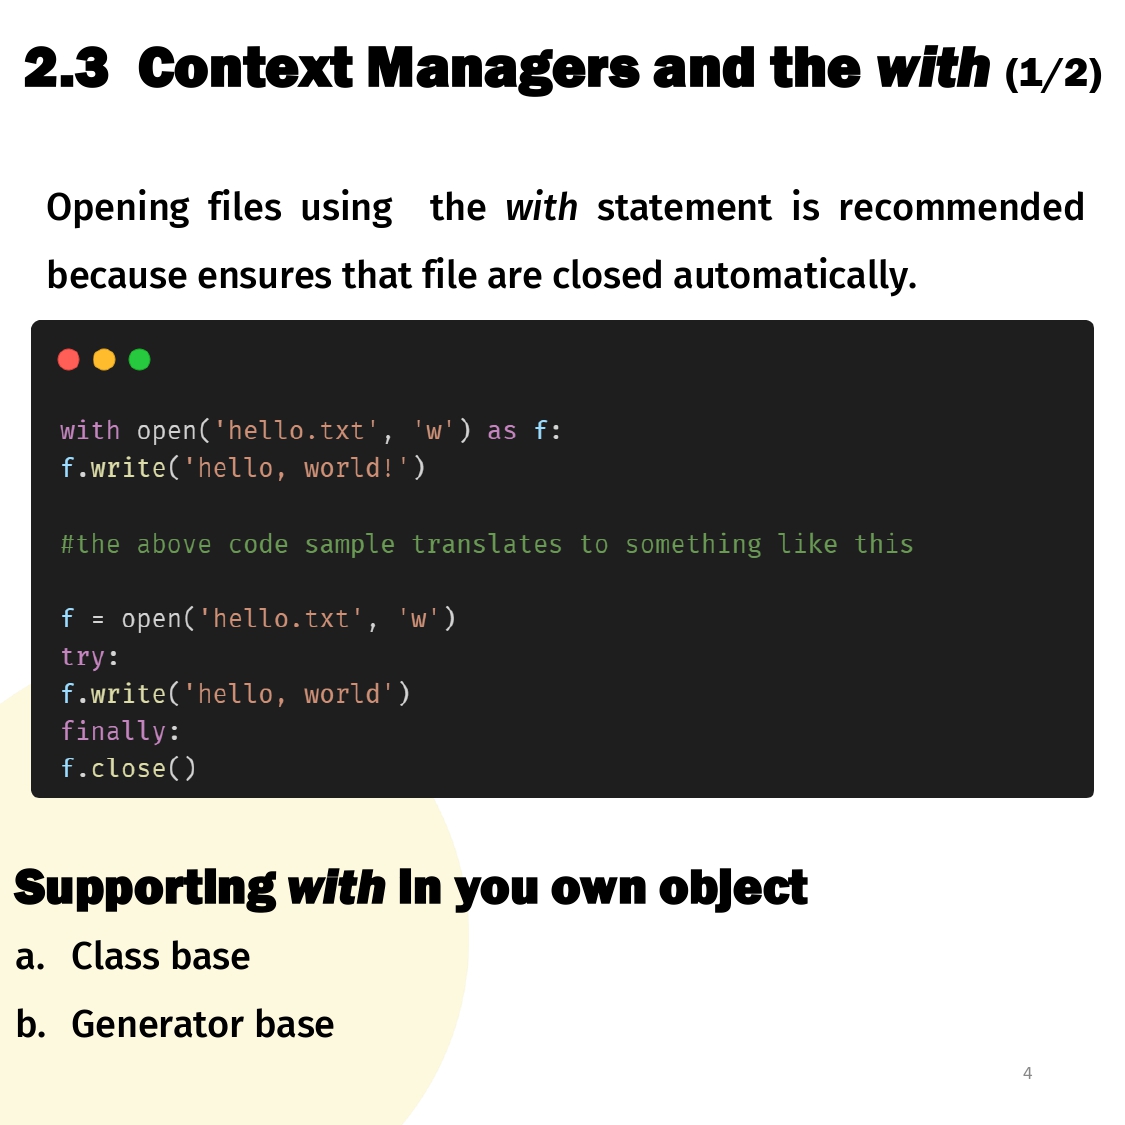 2.3 Context Managers and the with (1/2)
Opening files using the with statement is recommended
because ensures that file are closed automatically.
with open('hello.txt', 'w') as f:
f.write('hello, world!')
#the above code sample translates to something like this
f = open('hello.txt', 'w')
try:
f.write('hello, world')
finally:
f.close()
Supporting with in you own object
a. Class base
b. Generator base
4